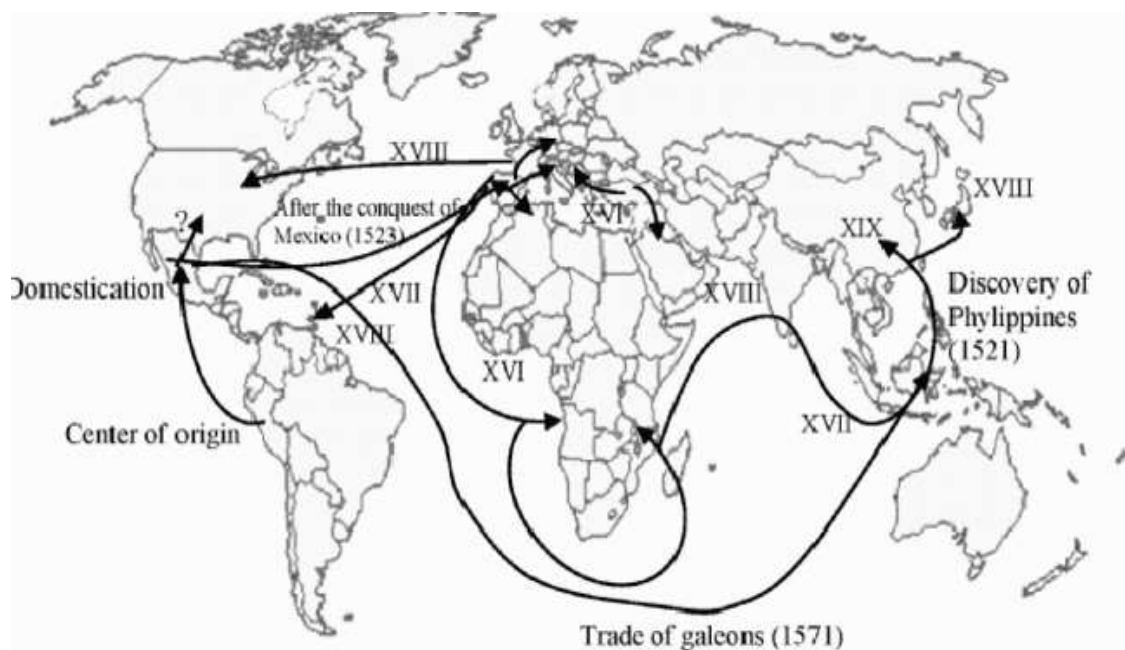 XVIII
XVIII
?
After the conquest of
Mexico (1523)
XVI
XIX
Domestication
XVII
XVIII
Discovery of
Phylippines
(1521)
XVIII
XVI
Center of origin
XVII
Trade of galeons (1571)